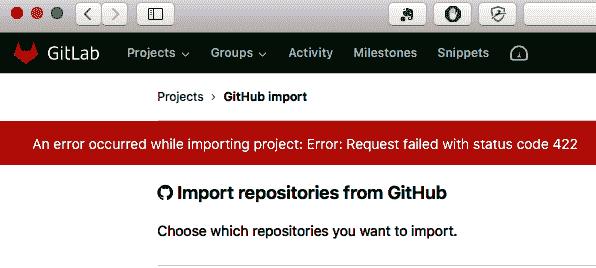 GitLab Projects Groups Activity Milestones Snippets
Projects › GitHub import
An error occurred while importing project: Error: Request failed with status code 422
Import repositories from GitHub
Choose which repositories you want to import.